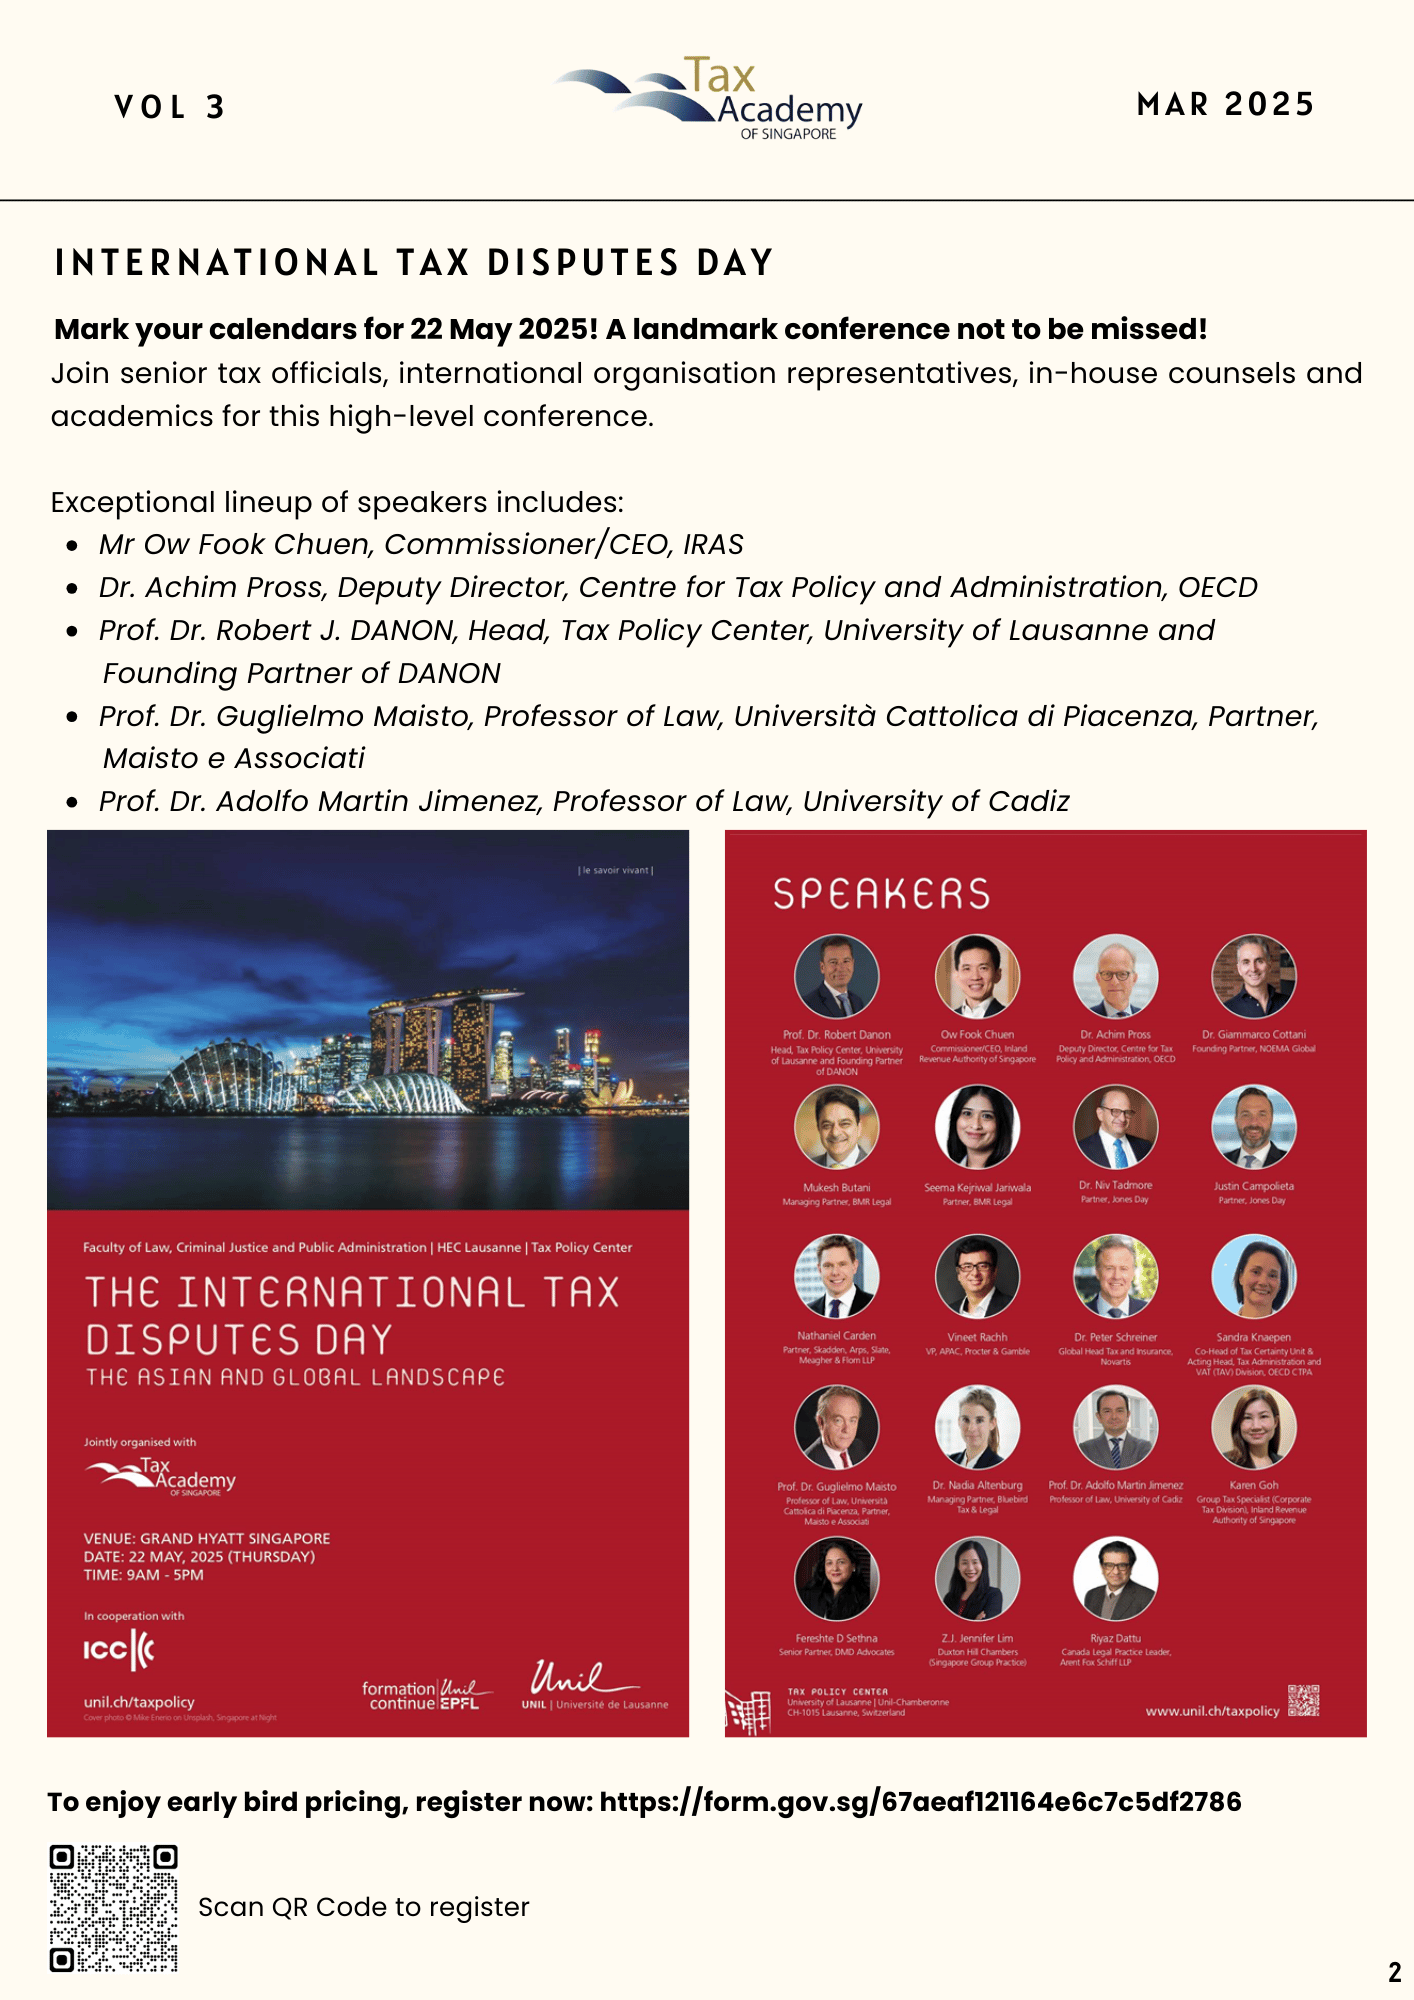 VOL 3
Tax
Academy
OF SINGAPORE
MAR 2025
INTERNATIONAL TAX DISPUTES DAY
Mark your calendars for 22 May 2025! A landmark conference not to be missed!
Join senior tax officials, international organisation representatives, in-house counsels and
academics for this high-level conference.
Exceptional lineup of speakers includes:
• Mr Ow Fook Chuen, Commissioner/CEO, IRAS
• Dr. Achim Pross, Deputy Director, Centre for Tax Policy and Administration, OECD
• Prof. Dr. Robert J. DANON, Head, Tax Policy Center, University of Lausanne and
Founding Partner of DANON
• Prof. Dr. Guglielmo Maisto, Professor of Law, Università Cattolica di Piacenza, Partner,
Maisto e Associati
• Prof. Dr. Adolfo Martin Jimenez, Professor of Law, University of Cadiz
| le savoir vivant |
Faculty of Law, Criminal Justice and Public Administration | HEC Lausanne | Tax Policy Center
THE INTERNATIONAL TAX
DISPUTES DAY
THE ASIAN AND GLOBAL LANDSCAPE
Jointly organised with
Tax
Academy
OF SINGAPORE
VENUE: GRAND HYATT SINGAPORE
DATE: 22 MAY, 2025 (THURSDAY)
TIME: 9AM - 5PM
In cooperation with
ICC
unil.ch/taxpolicy
Cover photo © Mike Enerio on Unsplash, Singapore at Night
formation Unil
continue EPFL
Unil
UNIL | Université de Lausanne
SPEAKERS
Prof. Dr. Robert Danon
Head, Tax Policy Center, University
of Lausanne and Founding Partner
of DANON
Ow Fook Chuen
Commissioner/CEO, Inland
Revenue Authority of Singapore
Dr. Achim Pross
Deputy Director, Centre for Tax
Policy and Administration, OECD
Dr. Giammarco Cottani
Founding Partner, NOEMA Global
Mukesh Butani
Managing Partner, BMR Legal
Seema Kejriwal Jariwala
Partner, BMR Legal
Dr. Niv Tadmore
Partner, Jones Day
Justin Campolieta
Partner, Jones Day
Nathaniel Carden
Partner, Skadden, Arps, Slate,
Meagher & Flom LLP
Vineet Rachh
VP, APAC, Procter & Gamble
Dr. Peter Schreiner
Global Head Tax and Insurance,
Novartis
Sandra Knaepen
Co-Head of Tax Certainty Unit &
Acting Head, Tax Administration and
VAT (TAV) Division, OECD CTPA
Prof. Dr. Guglielmo Maisto
Professor of Law, Università
Cattolica di Piacenza, Partner,
Maisto e Associati
Dr. Nadia Altenburg
Managing Partner, Bluebird
Tax & Legal
Prof. Dr. Adolfo Martin Jimenez
Professor of Law, University of Cadiz
Karen Goh
Group Tax Specialist (Corporate
Tax Division), Inland Revenue
Authority of Singapore
Fereshte D Sethna
Senior Partner, DMD Advocates
Z.J. Jennifer Lim
Duxton Hill Chambers
(Singapore Group Practice)
Riyaz Dattu
Canada Legal Practice Leader,
Arent Fox Schiff LLP
TAX POLICY CENTER
University of Lausanne | Unil-Chamberonne
CH-1015 Lausanne, Switzerland
www.unil.ch/taxpolicy
To enjoy early bird pricing, register now: https://form.gov.sg/67aeaf121164e6c7c5df2786
Scan QR Code to register
2